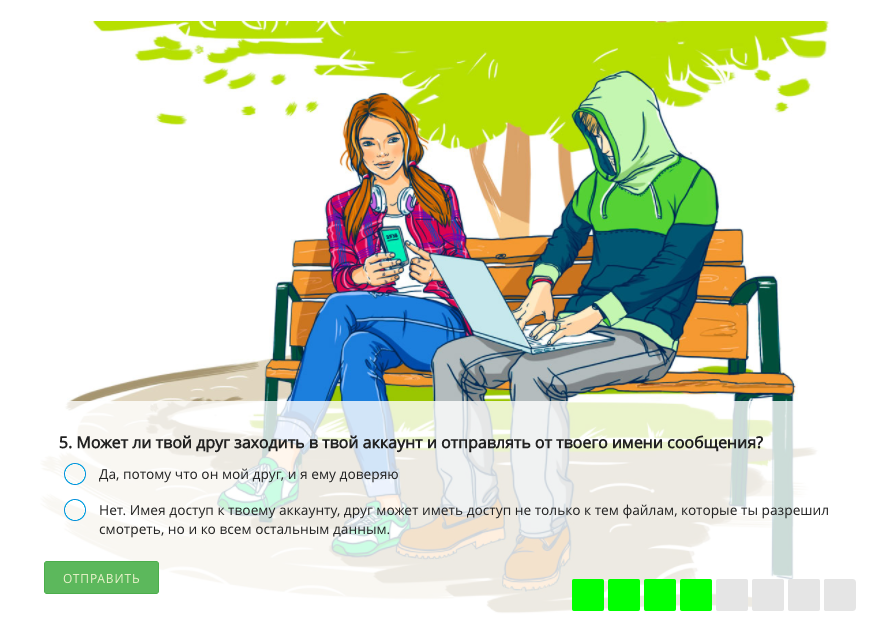 5. Может ли твой друг заходить в твой аккаунт и отправлять от твоего имени сообщения?
Да, потому что он мой друг, и я ему доверяю
Нет. Имея доступ к твоему аккаунту, друг может иметь доступ не только к тем файлам, которые ты разрешил
смотреть, но и ко всем остальным данным.
ОТПРАВИТЬ